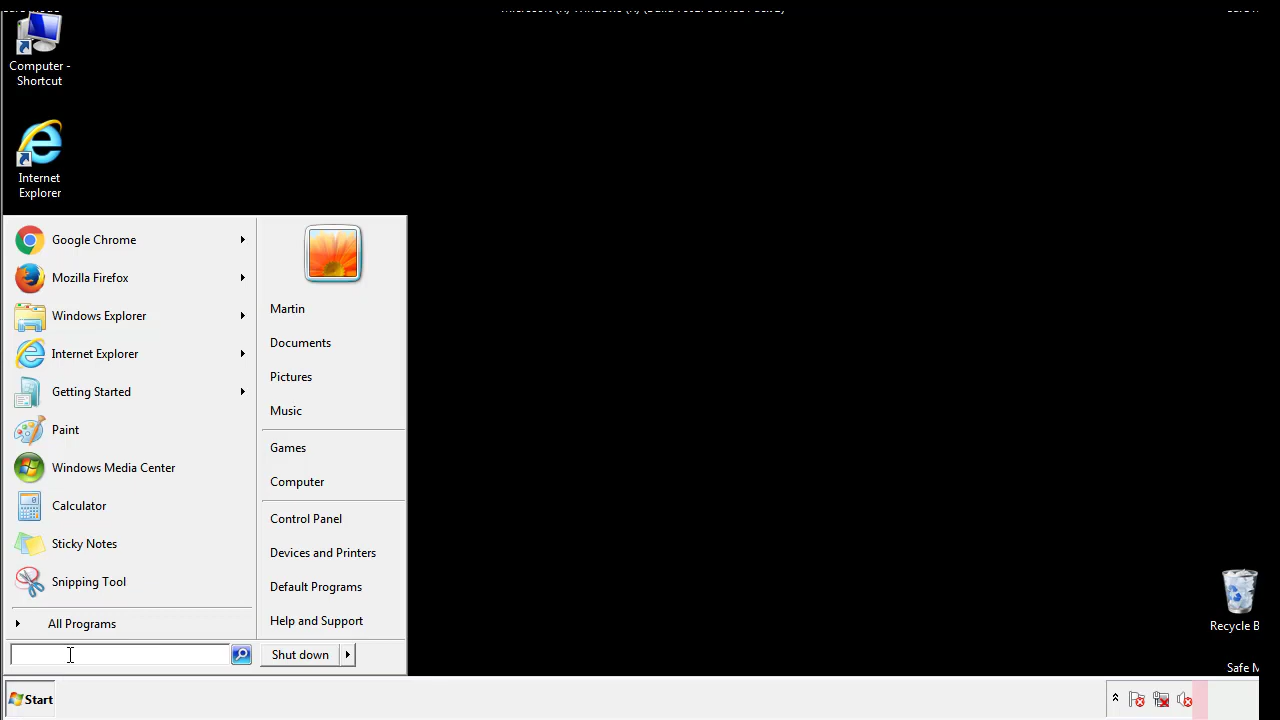 Computer -
Shortcut
Internet
Explorer
Google Chrome
Mozilla Firefox
Windows Explorer
Internet Explorer
Getting Started
Paint
Windows Media Center
Calculator
Sticky Notes
Snipping Tool
All Programs
Martin
Documents
Pictures
Music
Games
Computer
Control Panel
Devices and Printers
Default Programs
Help and Support
Shut down
Recycle B
Safe M
Start